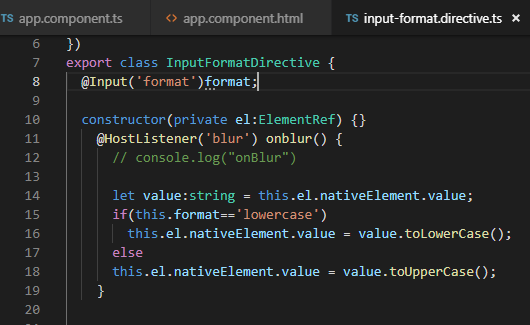 TS app.component.ts <> app.component.html TS input-format.directive.ts
6 })
7 export class InputFormatDirective {
8 @Input('format')format;
9
10 constructor(private el:ElementRef) {}
11 @HostListener('blur') onblur() {
12 // console.log("onBlur")
13
14 let value:string = this.el.nativeElement.value;
15 if(this.format=='lowercase')
16 this.el.nativeElement.value = value.toLowerCase();
17 else
18 this.el.nativeElement.value = value.toUpperCase();
19 }
20